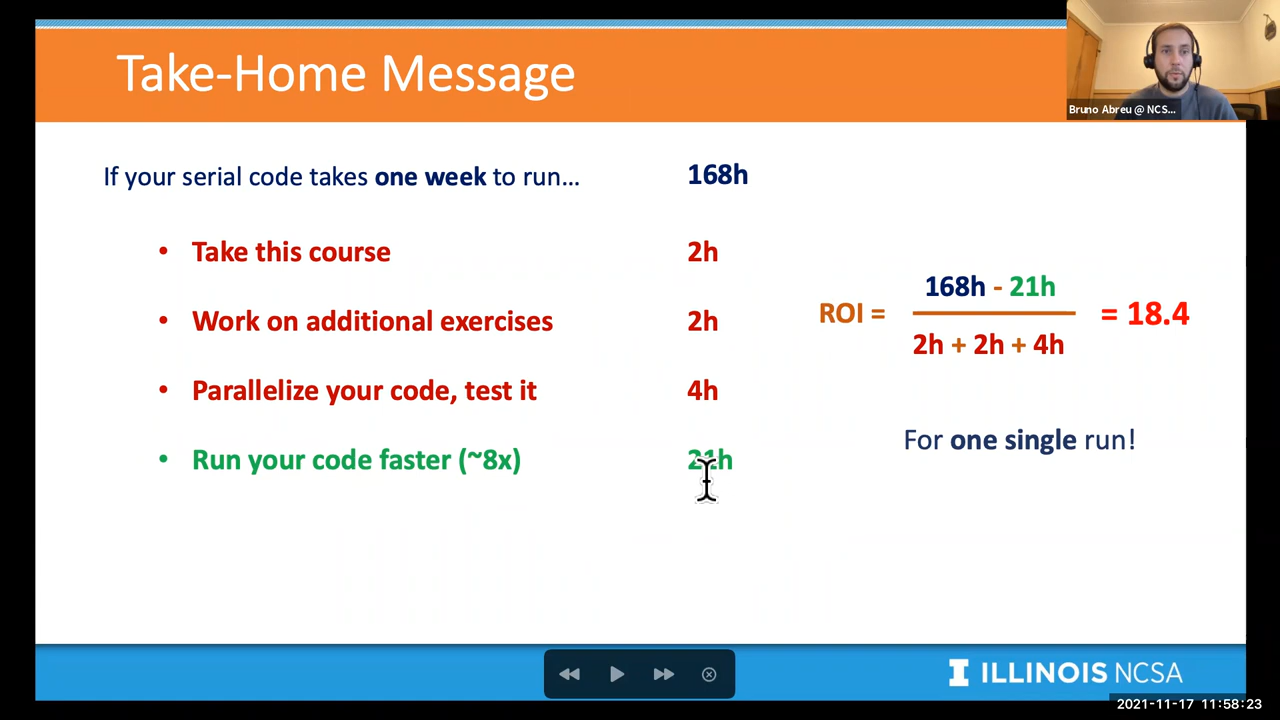 Take-Home Message
Bruno Abreu @ NCS...
If your serial code takes one week to run... 168h
• Take this course 2h
• Work on additional exercises 2h
• Parallelize your code, test it 4h
• Run your code faster (~8x) 21h
168h - 21h
ROI = = 18.4
2h + 2h + 4h
For one single run!
I ILLINOIS NCSA
2021-11-17 11:58:23